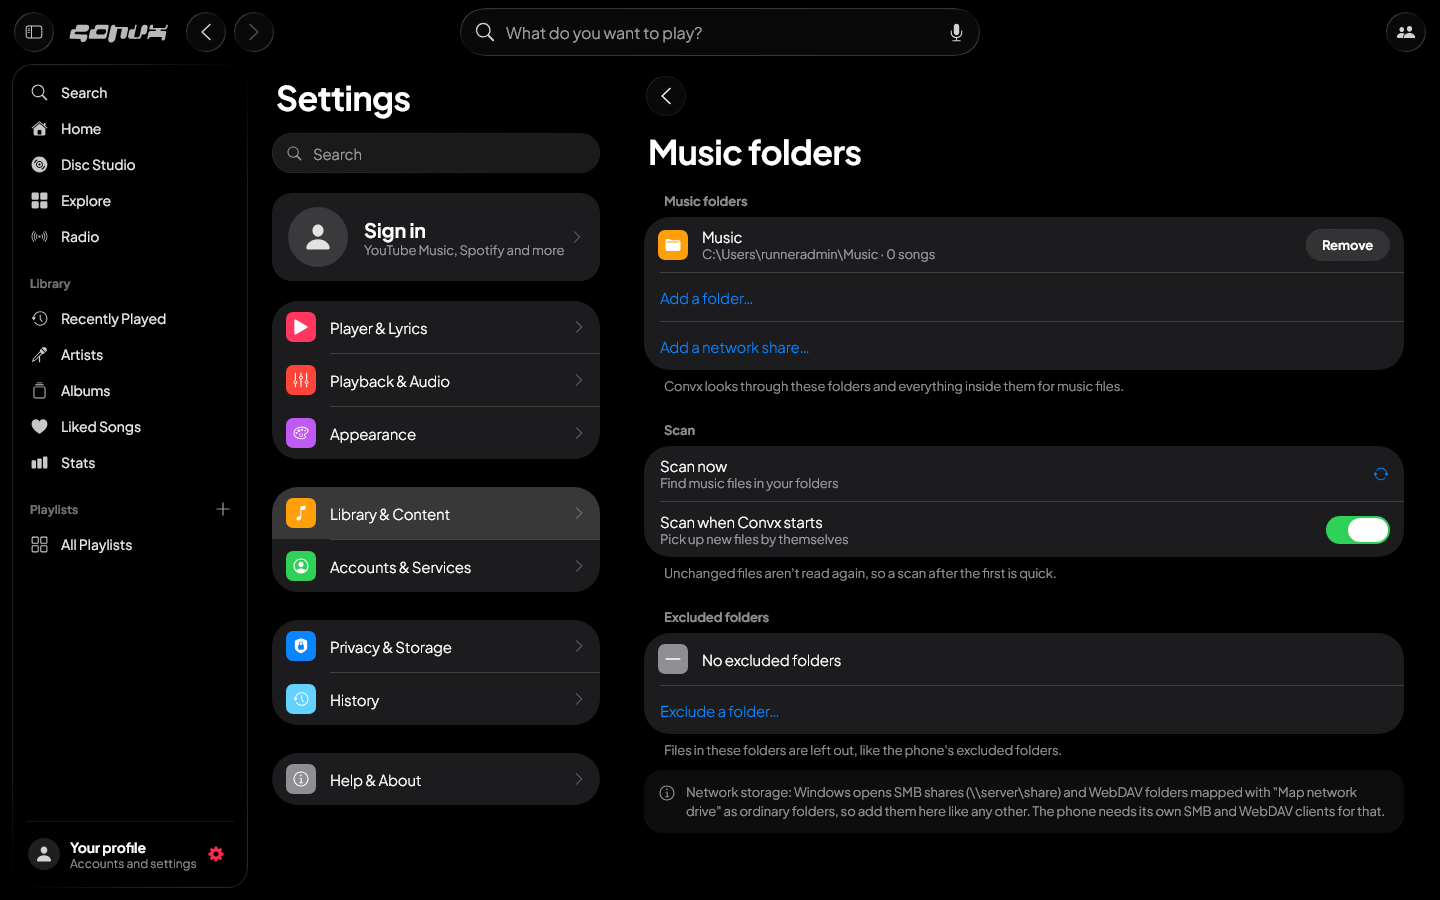 convx
What do you want to play?
Search
Home
Disc Studio
Explore
Radio
Library
Recently Played
Artists
Albums
Liked Songs
Stats
Playlists
All Playlists
Your profile
Accounts and settings
Settings
Search
Sign in
YouTube Music, Spotify and more
Player & Lyrics
Playback & Audio
Appearance
Library & Content
Accounts & Services
Privacy & Storage
History
Help & About
Music folders
Music folders
Music
C:\Users\runneradmin\Music · 0 songs
Remove
Add a folder...
Add a network share...
Convx looks through these folders and everything inside them for music files.
Scan
Scan now
Find music files in your folders
Scan when Convx starts
Pick up new files by themselves
Unchanged files aren't read again, so a scan after the first is quick.
Excluded folders
No excluded folders
Exclude a folder...
Files in these folders are left out, like the phone's excluded folders.
Network storage: Windows opens SMB shares (\\server\share) and WebDAV folders mapped with "Map network
drive" as ordinary folders, so add them here like any other. The phone needs its own SMB and WebDAV clients for that.